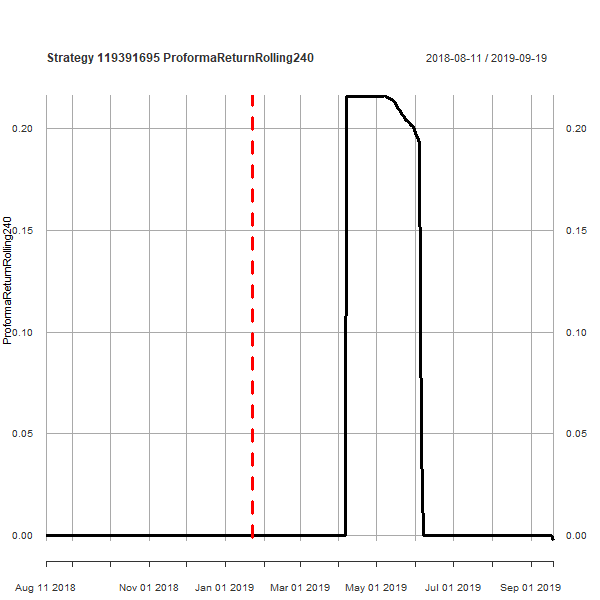 Strategy 119391695 ProformaReturnRolling240
2018-08-11 / 2019-09-19
ProformaReturnRolling240
0.20
0.15
0.10
0.05
0.00
0.20
0.15
0.10
0.05
0.00
Aug 11 2018
Nov 01 2018
Jan 01 2019
Mar 01 2019
May 01 2019
Jul 01 2019
Sep 01 2019